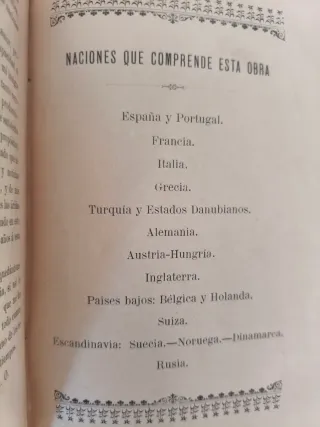 NACIONES QUE COMPRENDE ESTA OBRA
España y Portugal.
Francia.
Italia.
Grecia.
Turquía y Estados Danubianos.
Alemania.
Austria-Hungría.
Inglaterra.
Paises bajos: Bélgica y Holanda.
Suiza.
Escandinavia: Suecia.—Noruega.—Dinamarca.
Rusia.